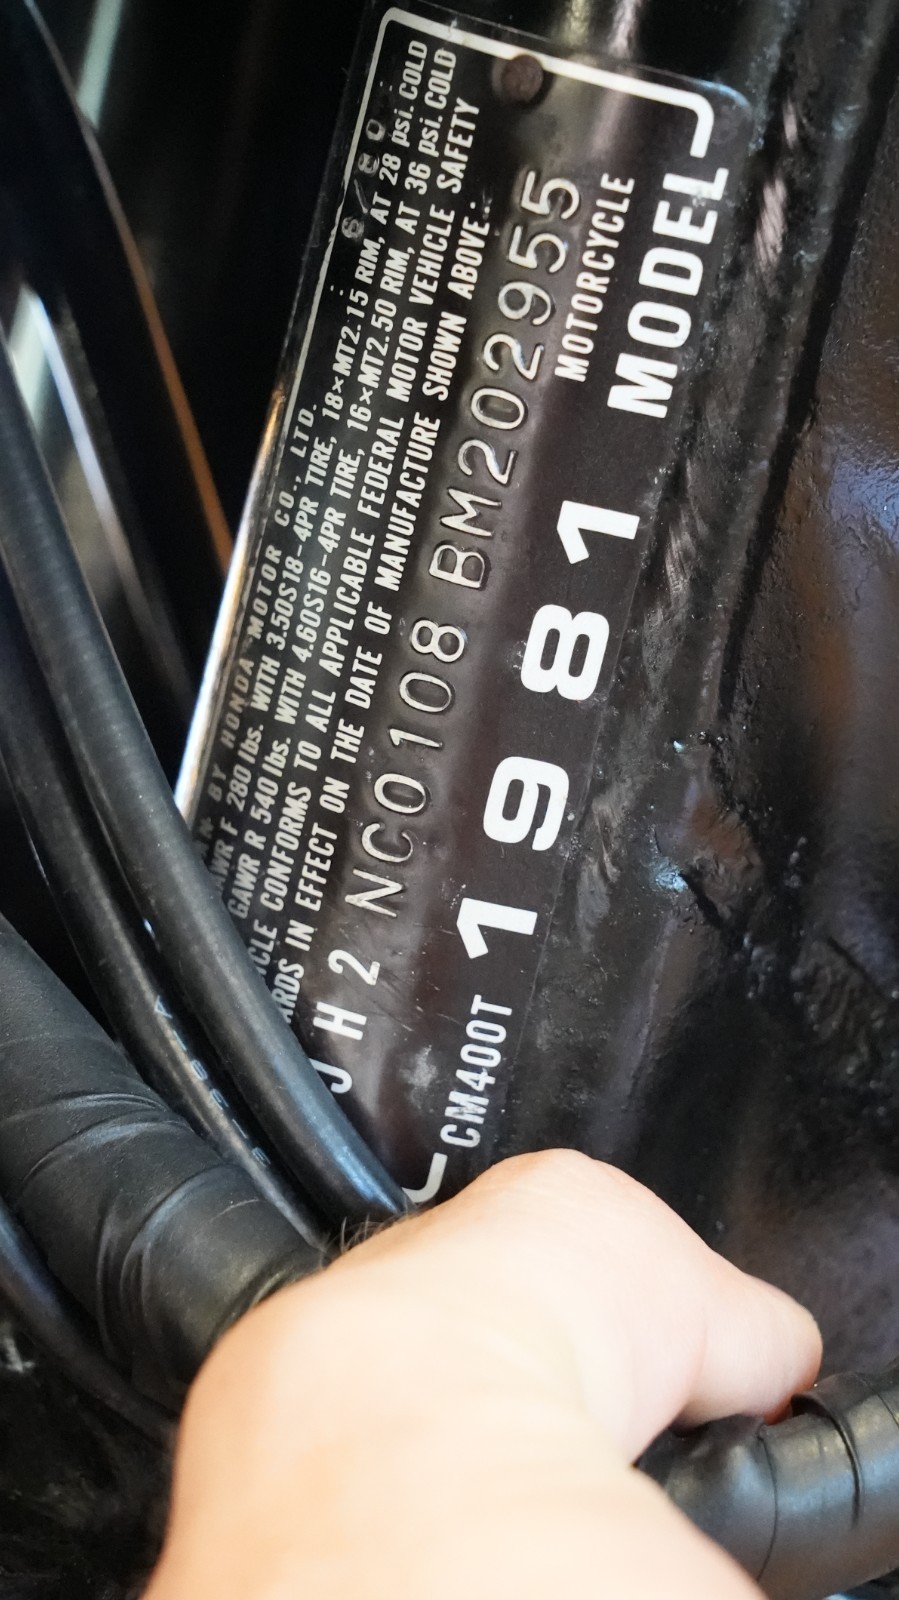 BY HONDA MOTOR CO., LTD. 6/80
GAWR F 280 lbs. WITH 3.50S18-4PR TIRE, 18×MT2.15 RIM, AT 28 psi. COLD
GAWR R 540 lbs. WITH 4.60S16-4PR TIRE, 16×MT2.50 RIM, AT 36 psi. COLD
CONFORMS TO ALL APPLICABLE FEDERAL MOTOR VEHICLE SAFETY
IN EFFECT ON THE DATE OF MANUFACTURE SHOWN ABOVE:
JH2 NC0108 BM202955
MOTORCYCLE
CM400T 1981 MODEL